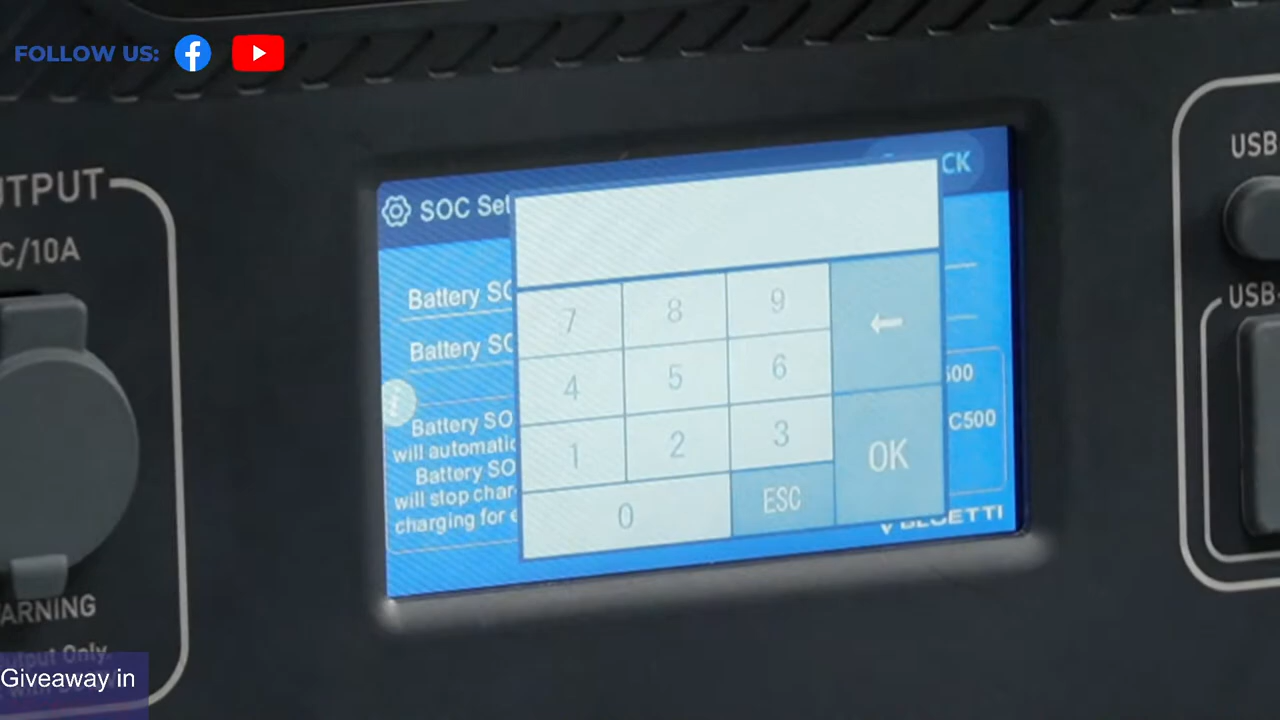 FOLLOW US:
UTPUT
C/10A
ARNING
Output Only.
Giveaway in
SOC Set
CK
Battery SO
Battery SO
Battery SO
will automatic
Battery SO
will stop char
charging for e
7 8 9
4 5 6
1 2 3
0 ESC
OK
C500
BLUETTI
USB
USB-